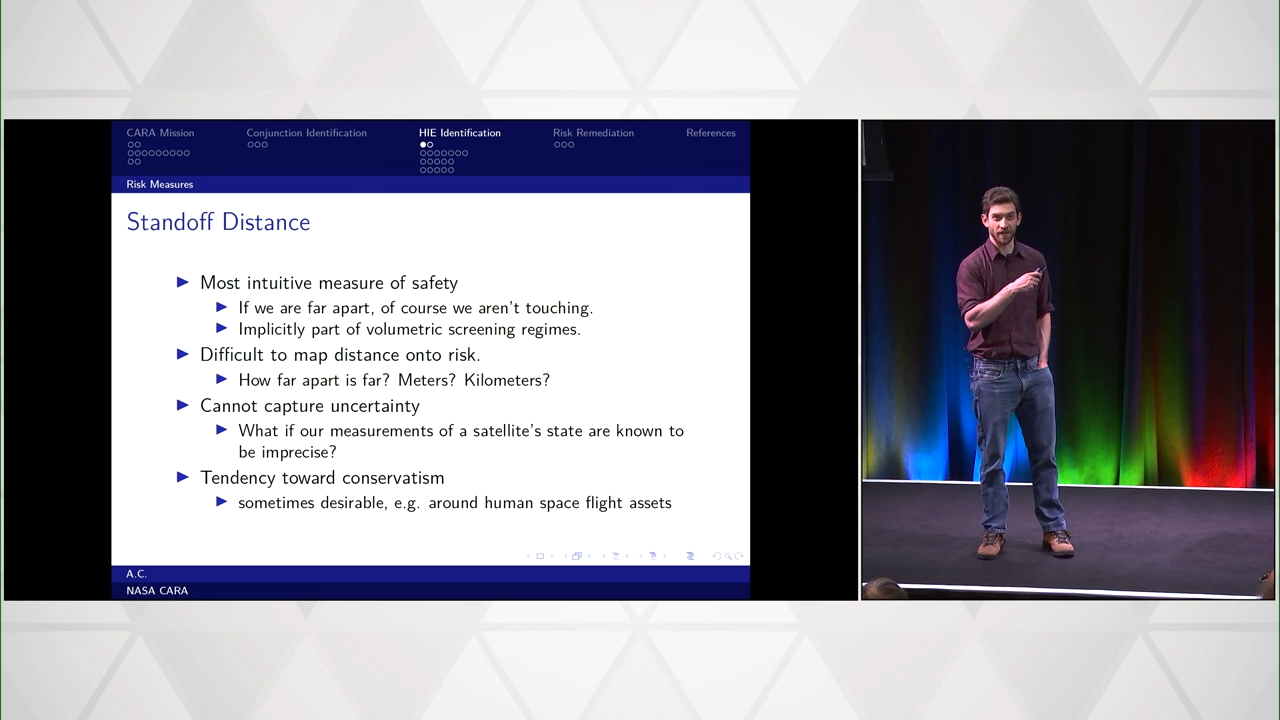 CARA Mission
Conjunction Identification
HIE Identification
Risk Remediation
References
Risk Measures
Standoff Distance
Most intuitive measure of safety
If we are far apart, of course we aren't touching.
Implicitly part of volumetric screening regimes.
Difficult to map distance onto risk.
How far apart is far? Meters? Kilometers?
Cannot capture uncertainty
What if our measurements of a satellite's state are known to
be imprecise?
Tendency toward conservatism
sometimes desirable, e.g. around human space flight assets
A.C.
NASA CARA